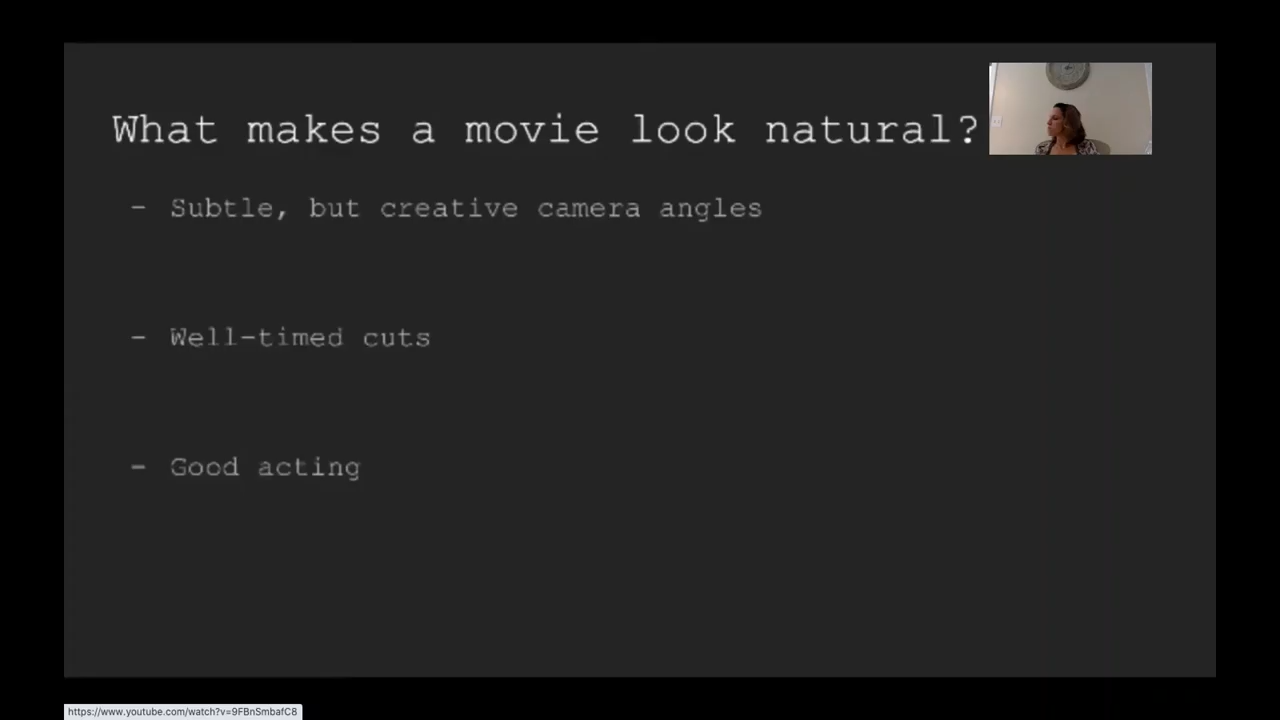 What makes a movie look natural?
- Subtle, but creative camera angles
- Well-timed cuts
- Good acting
https://www.youtube.com/watch?v=9FBnSmbafC8